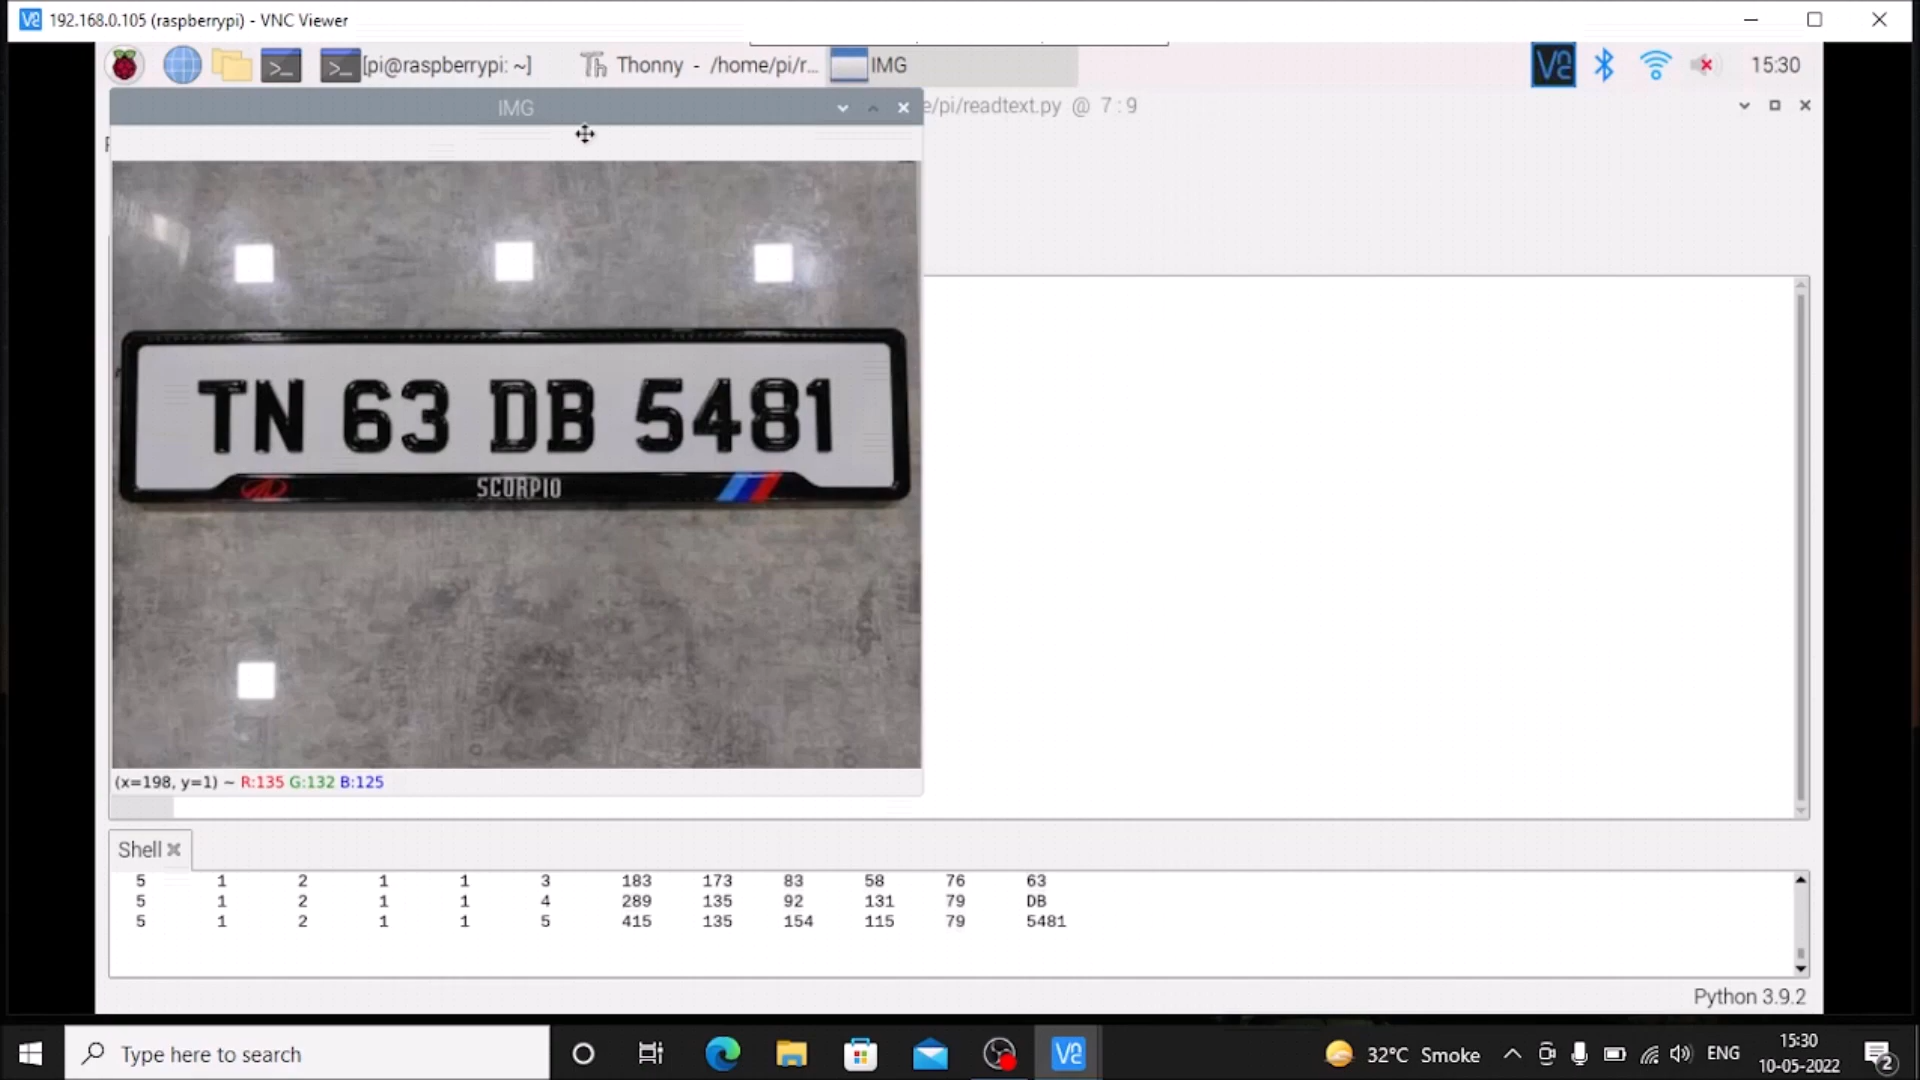 192.168.0.105 (raspberrypi) - VNC Viewer
[pi@raspberrypi: ~]
Thonny - /home/pi/r...
IMG
15:30
IMG
e/pi/readtext.py @ 7 : 9
TN 63 DB 5481
SCORPIO
(x=198, y=1) ~ R:135 G:132 B:125
Shell
5 1 2 1 1 3 183 173 83 58 76 63
5 1 2 1 1 4 289 135 92 131 79 DB
5 1 2 1 1 5 415 135 154 115 79 5481
Python 3.9.2
Type here to search
32°C Smoke
ENG
15:30
10-05-2022
2